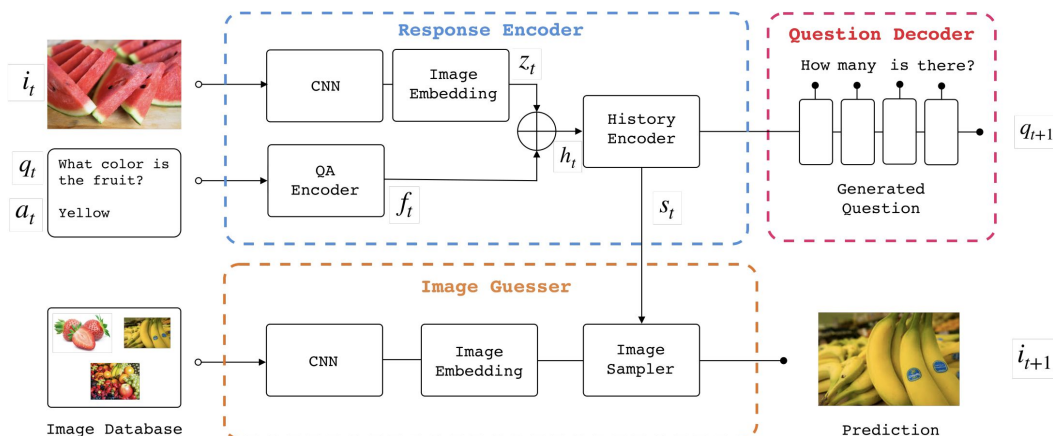 Response Encoder
Question Decoder
i_t
CNN
Image
Embedding
z_t
History
Encoder
How many is there?
q_{t+1}
Generated
Question
q_t
What color is
the fruit?
a_t
Yellow
QA
Encoder
f_t
h_t
s_t
Image Guesser
CNN
Image
Embedding
Image
Sampler
i_{t+1}
Image Database
Prediction